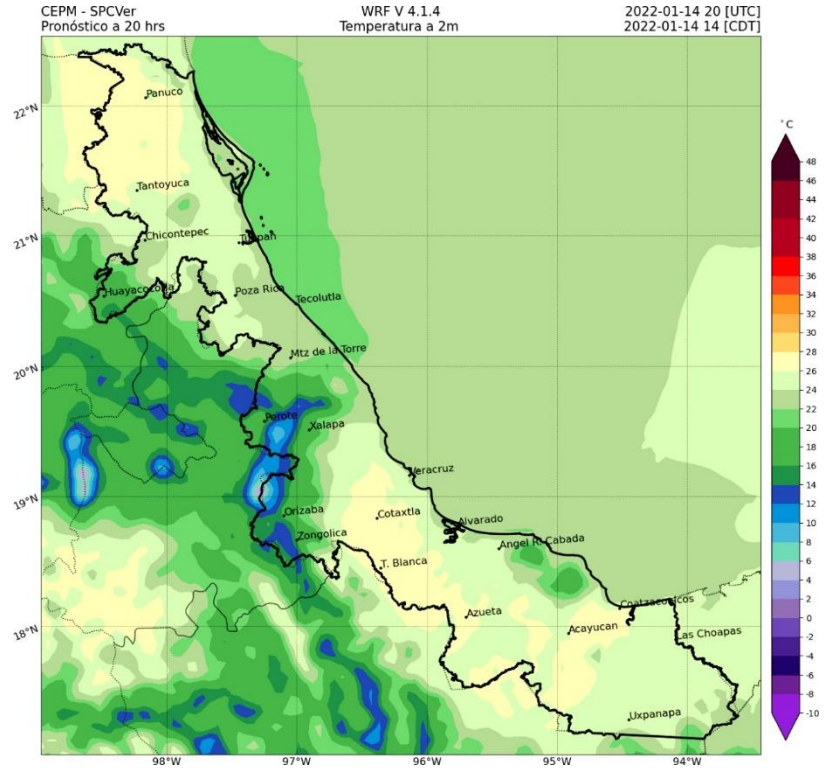 CEPM - SPCVer WRF V 4.1.4 2022-01-14 20 [UTC]
Pronóstico a 20 hrs Temperatura a 2m 2022-01-14 14 [CDT]
°C
22°N
21°N
20°N
19°N
18°N
Panuco
Tantoyuca
Chicontepec
Tuxpan
Huayacocotla
Poza Rica
Tecolutla
Mtz de la Torre
Perote
Xalapa
Veracruz
Orizaba
Cotaxtla
Alvarado
Zongolica
Angel R. Cabada
T. Blanca
Azueta
Coatzacoalcos
Acayucan
Las Choapas
Uxpanapa
98°W 97°W 96°W 95°W 94°W
48
46
44
42
40
38
36
34
32
30
28
26
24
22
20
18
16
14
12
10
8
6
4
2
0
-2
-4
-6
-8
-10